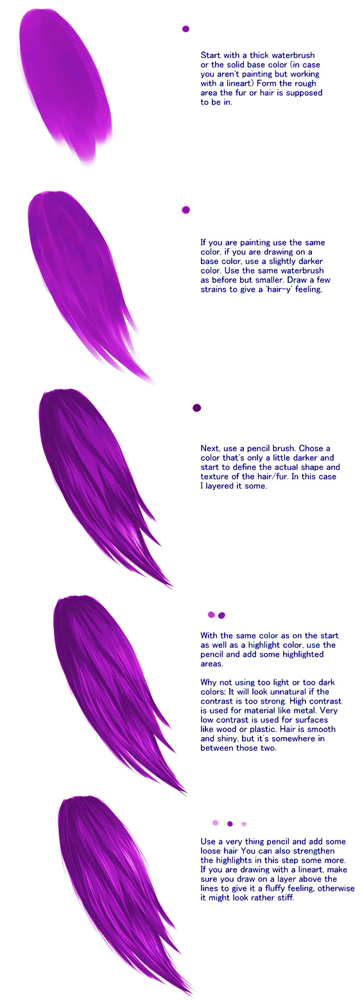 Start with a thick waterbrush
or the solid base color (in case
you aren't painting but working
with a lineart) Form the rough
area the fur or hair is supposed
to be in.
If you are painting use the same
color, if you are drawing on a
base color, use a slightly darker
color. Use the same waterbrush
as before but smaller. Draw a few
strains to give a 'hair-y' feeling.
Next, use a pencil brush. Chose a
color that's only a little darker and
start to define the actual shape and
texture of the hair/fur. In this case
I layered it some.
With the same color as on the start
as well as a highlight color, use the
pencil and add some highlighted
areas.
Why not using too light or too dark
colors: It will look unnatural if the
contrast is too strong. High contrast
is used for material like metal. Very
low contrast is used for surfaces
like wood or plastic. Hair is smooth
and shiny, but it's somewhere in
between those two.
Use a very thing pencil and add some
loose hair You can also strengthen
the highlights in this step some more.
If you are drawing with a lineart, make
sure you draw on a layer above the
lines to give it a fluffy feeling, otherwise
it might look rather stiff.